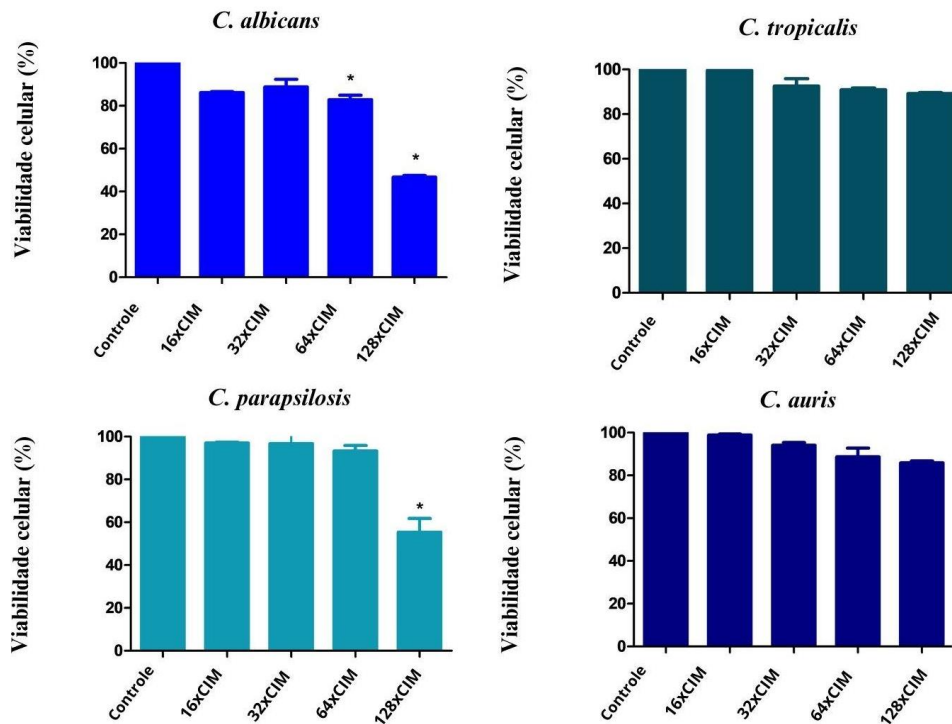 C. albicans
Viabilidade celular (%)
100
80
60
40
20
0
*
*
Controle
16xCIM
32xCIM
64xCIM
128xCIM
C. tropicalis
Viabilidade celular (%)
100
80
60
40
20
0
Controle
16xCIM
32xCIM
64xCIM
128xCIM
C. parapsilosis
Viabilidade celular (%)
100
80
60
40
20
0
*
Controle
16xCIM
32xCIM
64xCIM
128xCIM
C. auris
Viabilidade celular (%)
100
80
60
40
20
0
Controle
16xCIM
32xCIM
64xCIM
128xCIM